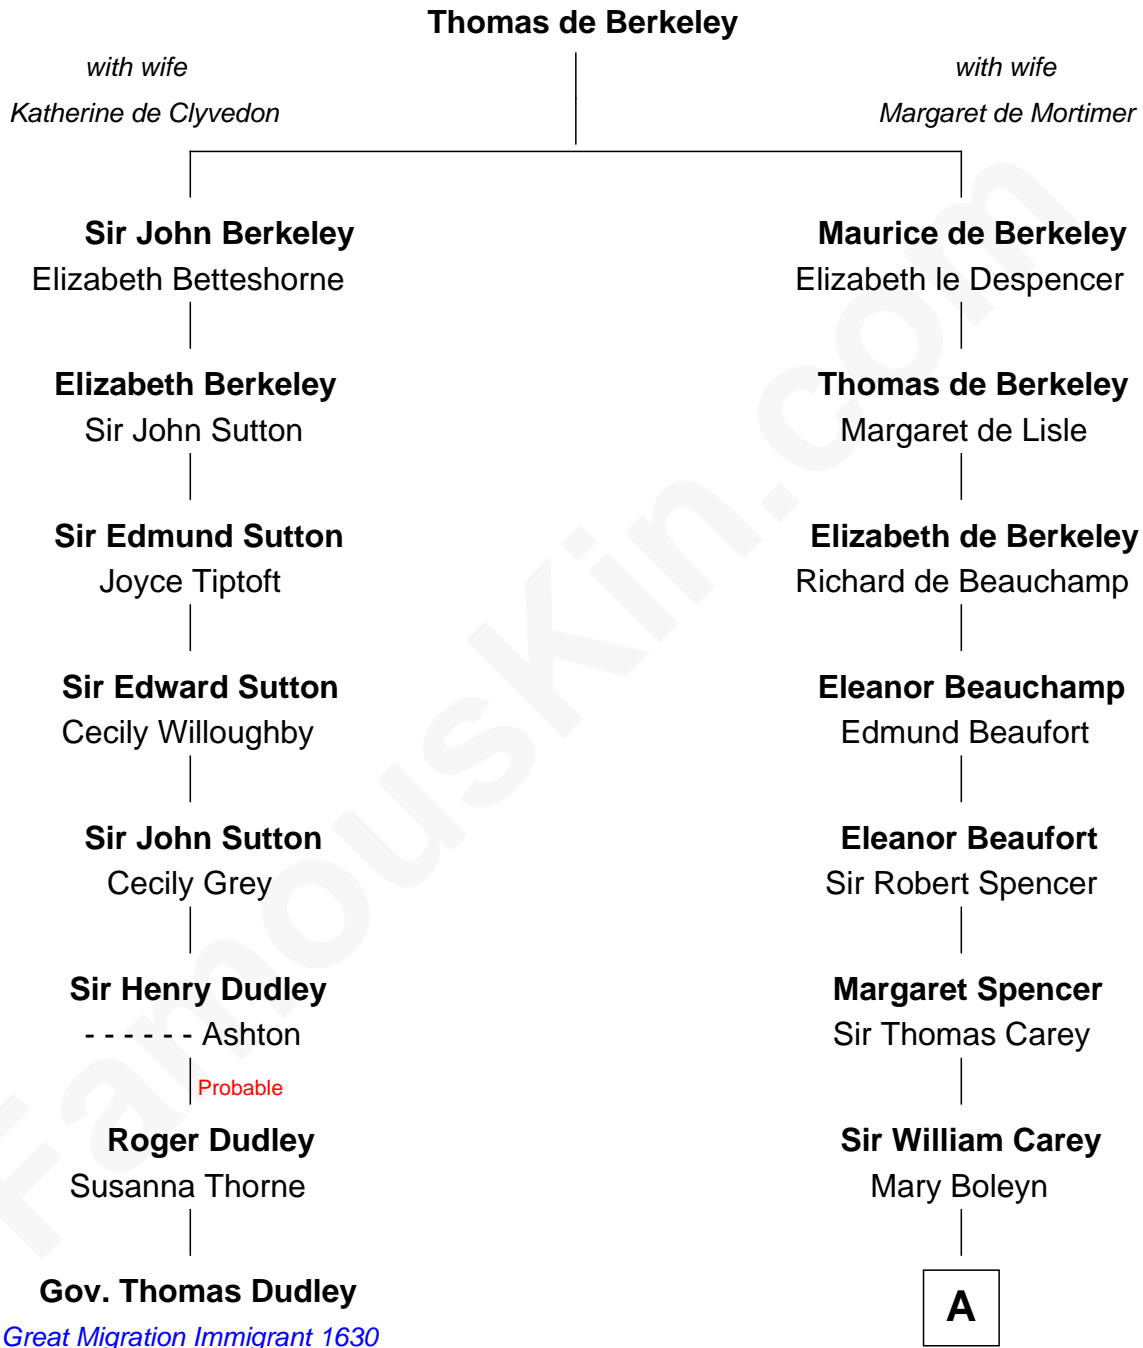 Thomas de Berkeley
with wife
Katherine de Clyvedon
with wife
Margaret de Mortimer
Sir John Berkeley
Elizabeth Betteshorne
Maurice de Berkeley
Elizabeth le Despencer
Elizabeth Berkeley
Sir John Sutton
Thomas de Berkeley
Margaret de Lisle
Sir Edmund Sutton
Joyce Tiptoft
Elizabeth de Berkeley
Richard de Beauchamp
Sir Edward Sutton
Cecily Willoughby
Eleanor Beauchamp
Edmund Beaufort
Sir John Sutton
Cecily Grey
Eleanor Beaufort
Sir Robert Spencer
Sir Henry Dudley
- - - - - - Ashton
Probable
Margaret Spencer
Sir Thomas Carey
Roger Dudley
Susanna Thorne
Sir William Carey
Mary Boleyn
Gov. Thomas Dudley
Great Migration Immigrant 1630
A
FamousKin.com